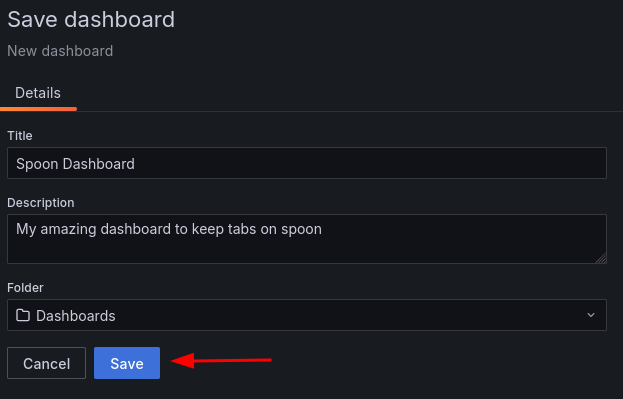 Save dashboard
New dashboard
Details
Title
Spoon Dashboard
Description
My amazing dashboard to keep tabs on spoon
Folder
Dashboards
Cancel Save